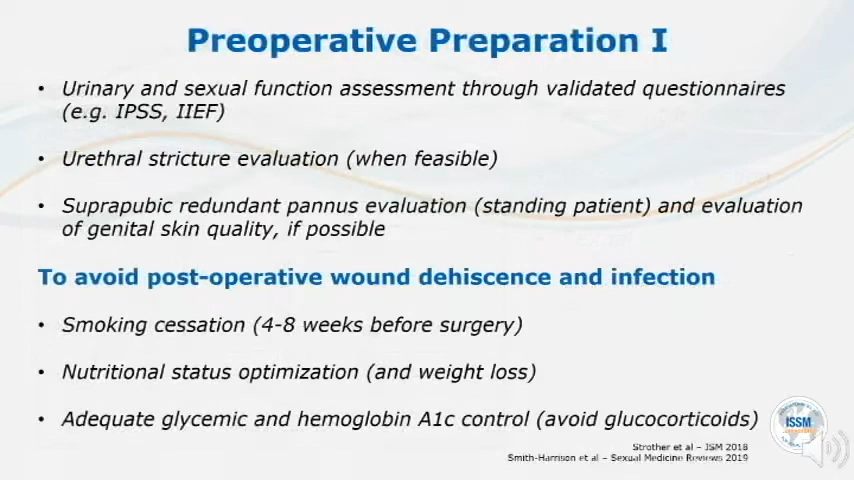 Preoperative Preparation I
• Urinary and sexual function assessment through validated questionnaires
(e.g. IPSS, IIEF)
• Urethral stricture evaluation (when feasible)
• Suprapubic redundant pannus evaluation (standing patient) and evaluation
of genital skin quality, if possible
To avoid post-operative wound dehiscence and infection
• Smoking cessation (4-8 weeks before surgery)
• Nutritional status optimization (and weight loss)
• Adequate glycemic and hemoglobin A1c control (avoid glucocorticoids)
ISSM
Strother et al – JSM 2018
Smith-Harrison et al – Sexual Medicine Reviews 2019